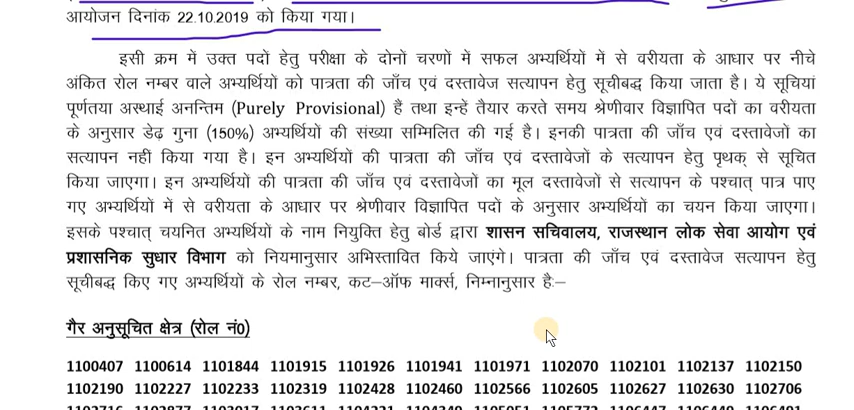 आयोजन दिनांक 22.10.2019 को किया गया।
इसी क्रम में उक्त पदों हेतु परीक्षा के दोनों चरणों में सफल अभ्यर्थियों में से वरीयता के आधार पर नीचे
अंकित रोल नम्बर वाले अभ्यर्थियों को पात्रता की जॉंच एवं दस्तावेज सत्यापन हेतु सूचीबद्ध किया जाता है। ये सूचियां
पूर्णतया अस्थाई अनन्तिम (Purely Provisional) हैं तथा इन्हें तैयार करते समय श्रेणीवार विज्ञापित पदों का वरीयता
के अनुसार डेढ़ गुना (150%) अभ्यर्थियों की संख्या सम्मिलित की गई है। इनकी पात्रता की जॉंच एवं दस्तावेजों का
सत्यापन नहीं किया गया है। इन अभ्यर्थियों की पात्रता की जॉंच एवं दस्तावेजों के सत्यापन हेतु पृथक् से सूचित
किया जाएगा। इन अभ्यर्थियों की पात्रता की जॉंच एवं दस्तावेजों का मूल दस्तावेजों से सत्यापन के पश्चात् पात्र पाए
गए अभ्यर्थियों में से वरीयता के आधार पर श्रेणीवार विज्ञापित पदों के अनुसार अभ्यर्थियों का चयन किया जाएगा।
इसके पश्चात् चयनित अभ्यर्थियों के नाम नियुक्ति हेतु बोर्ड द्वारा शासन सचिवालय, राजस्थान लोक सेवा आयोग एवं
प्रशासनिक सुधार विभाग को नियमानुसार अभिस्तावित किये जाएंगे। पात्रता की जॉंच एवं दस्तावेज सत्यापन हेतु
सूचीबद्ध किए गए अभ्यर्थियों के रोल नम्बर, कट–ऑफ मार्क्स, निम्नानुसार है:–
गैर अनुसूचित क्षेत्र (रोल नं0)
1100407 1100614 1101844 1101915 1101926 1101941 1101971 1102070 1102101 1102137 1102150
1102190 1102227 1102233 1102319 1102428 1102460 1102566 1102605 1102627 1102630 1102706